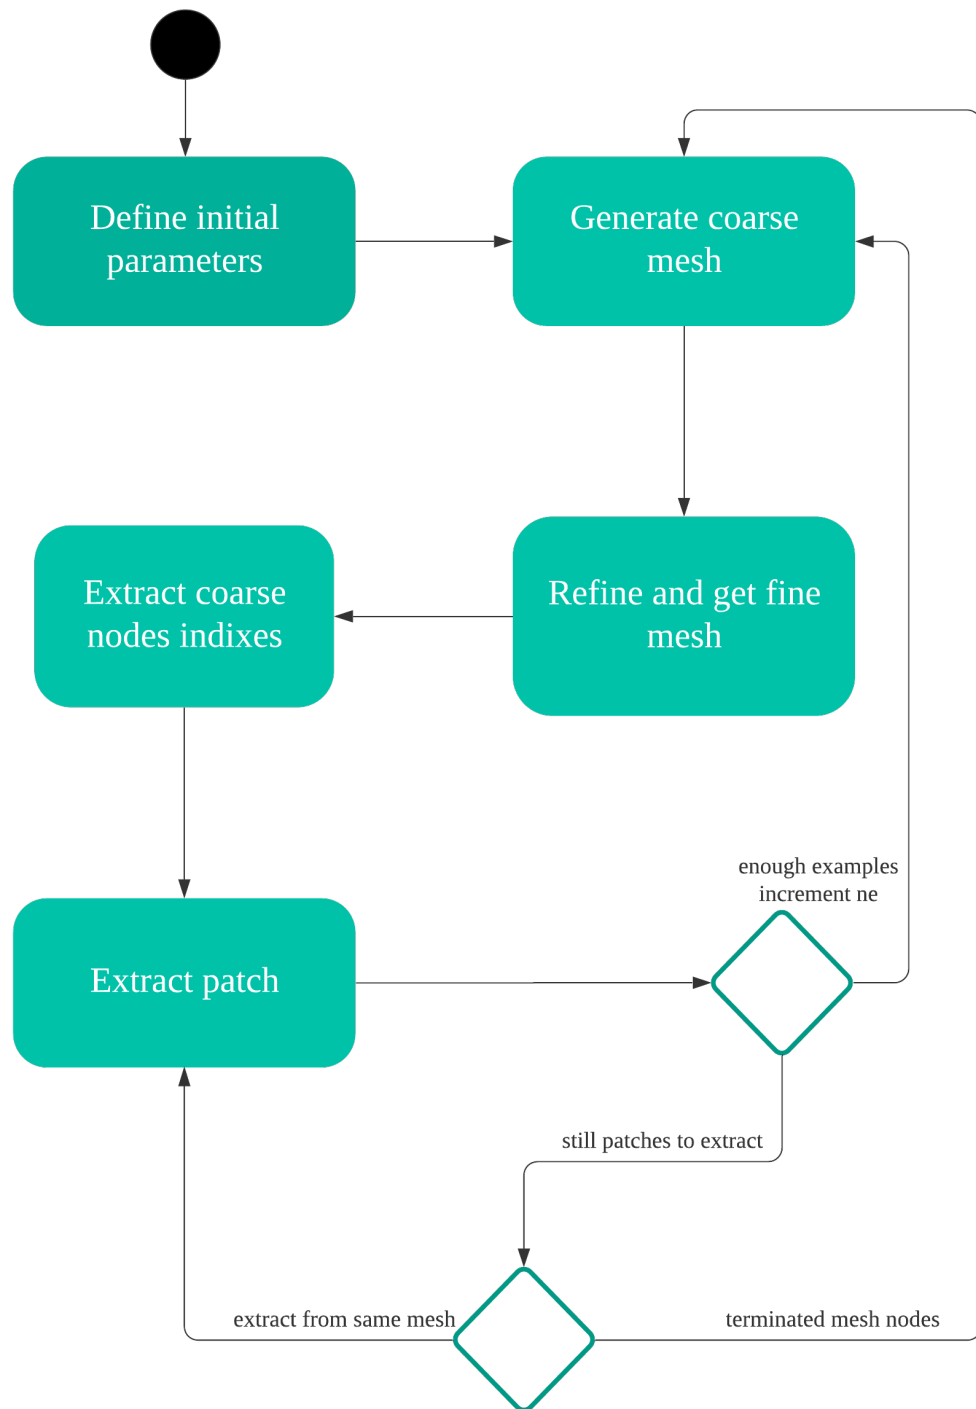 Define initial
parameters
Generate coarse
mesh
Extract coarse
nodes indixes
Refine and get fine
mesh
enough examples
increment ne
Extract patch
still patches to extract
extract from same mesh
terminated mesh nodes